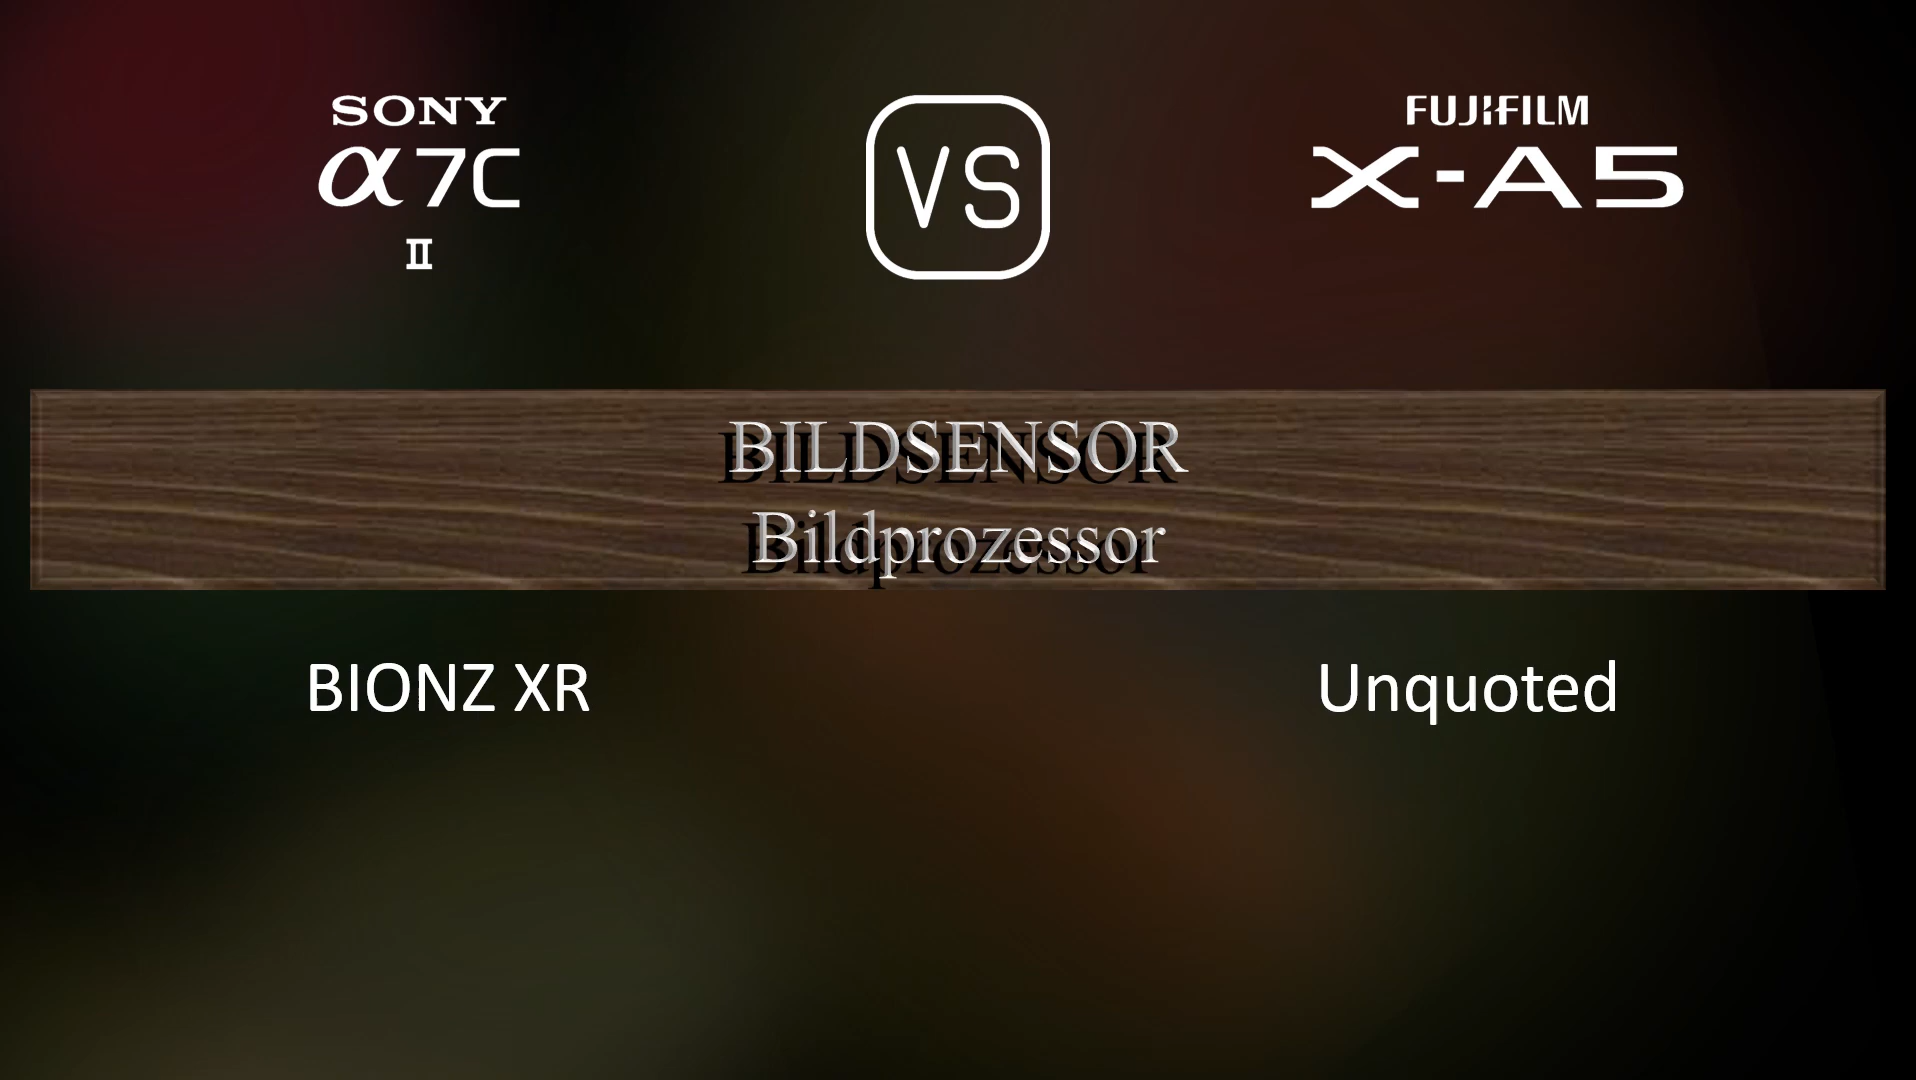 SONY
α7C
II
VS
FUJIFILM
X-A5
BILDSENSOR
Bildprozessor
BIONZ XR
Unquoted